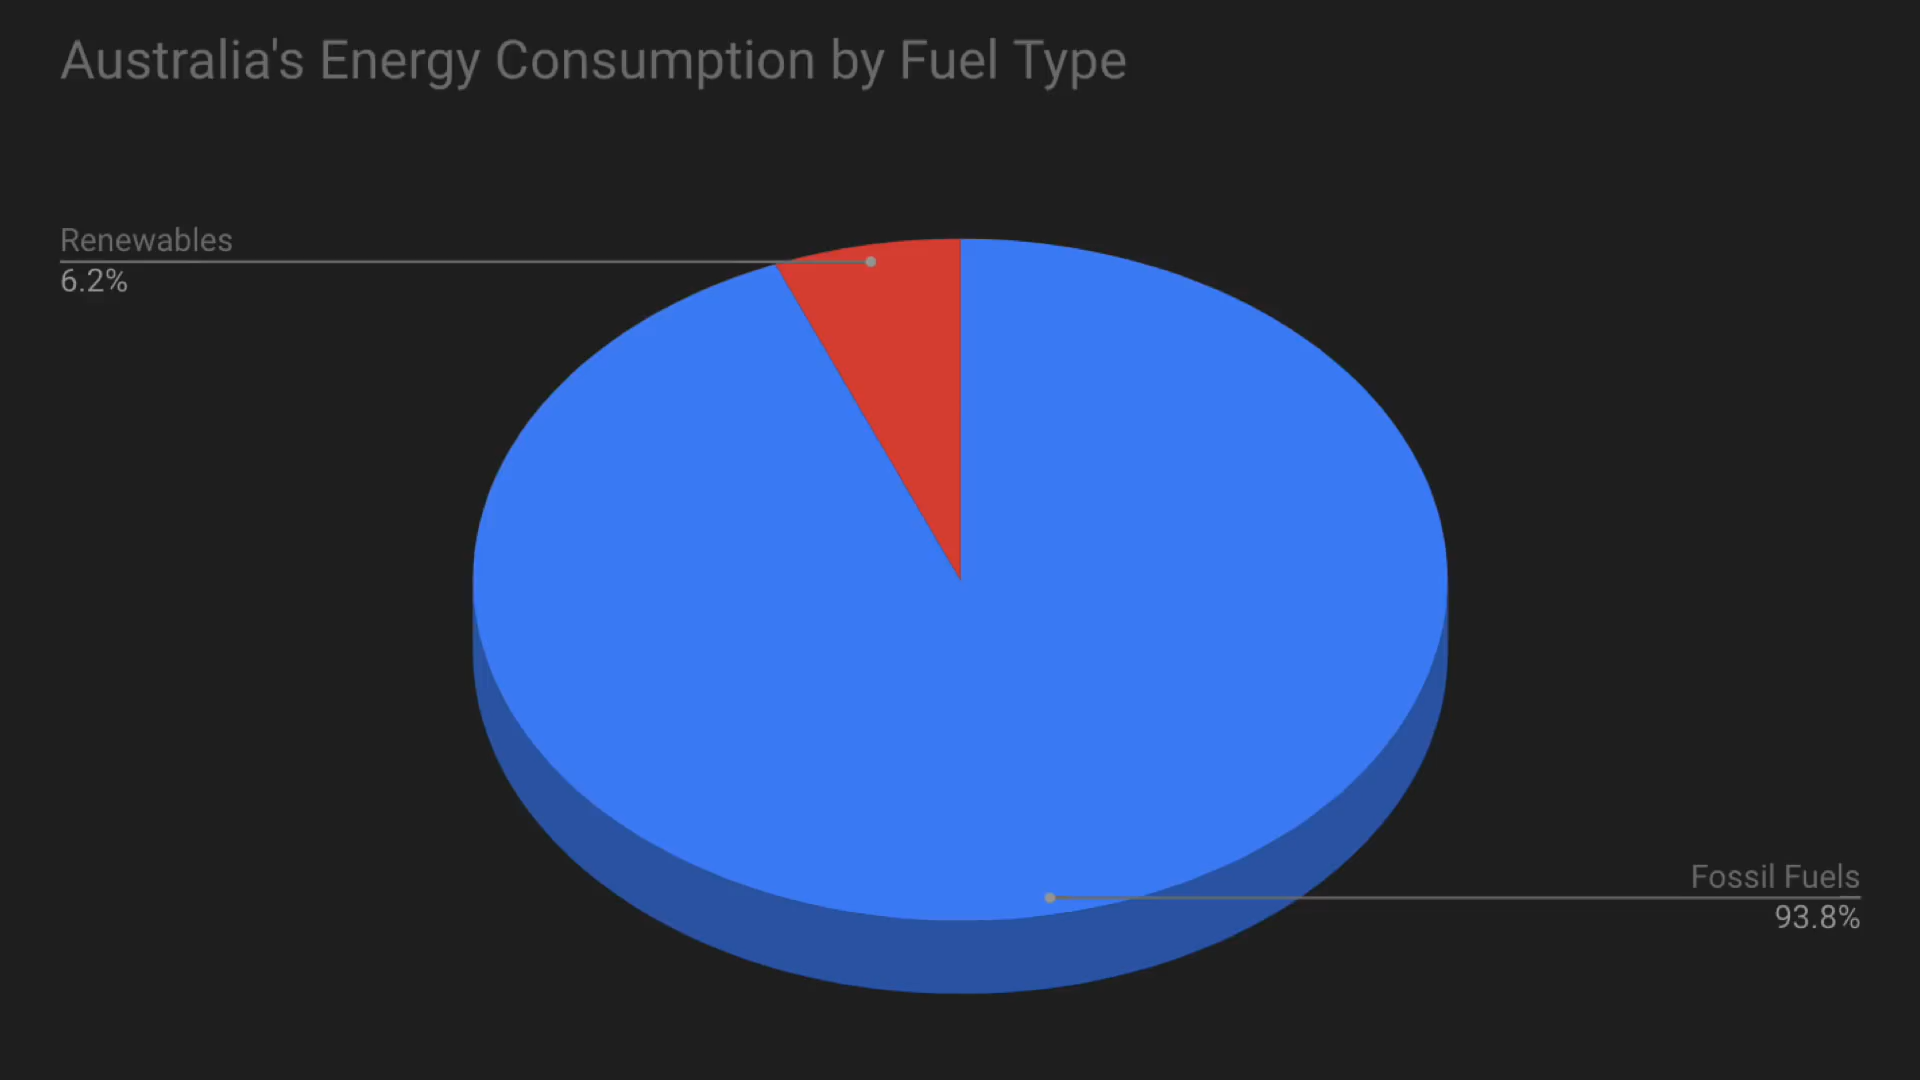 Australia's Energy Consumption by Fuel Type
Renewables
6.2%
Fossil Fuels
93.8%